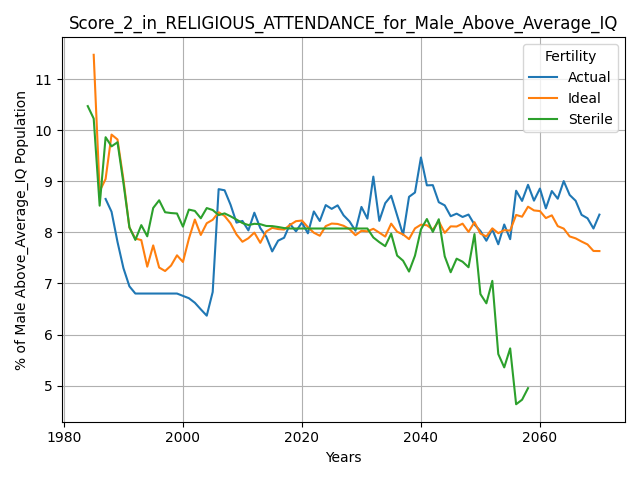 Score_2_in_RELIGIOUS_ATTENDANCE_for_Male_Above_Average_IQ
Fertility
Actual
Ideal
Sterile
% of Male Above_Average_IQ Population
11
10
9
8
7
6
5
1980 2000 2020 2040 2060
Years